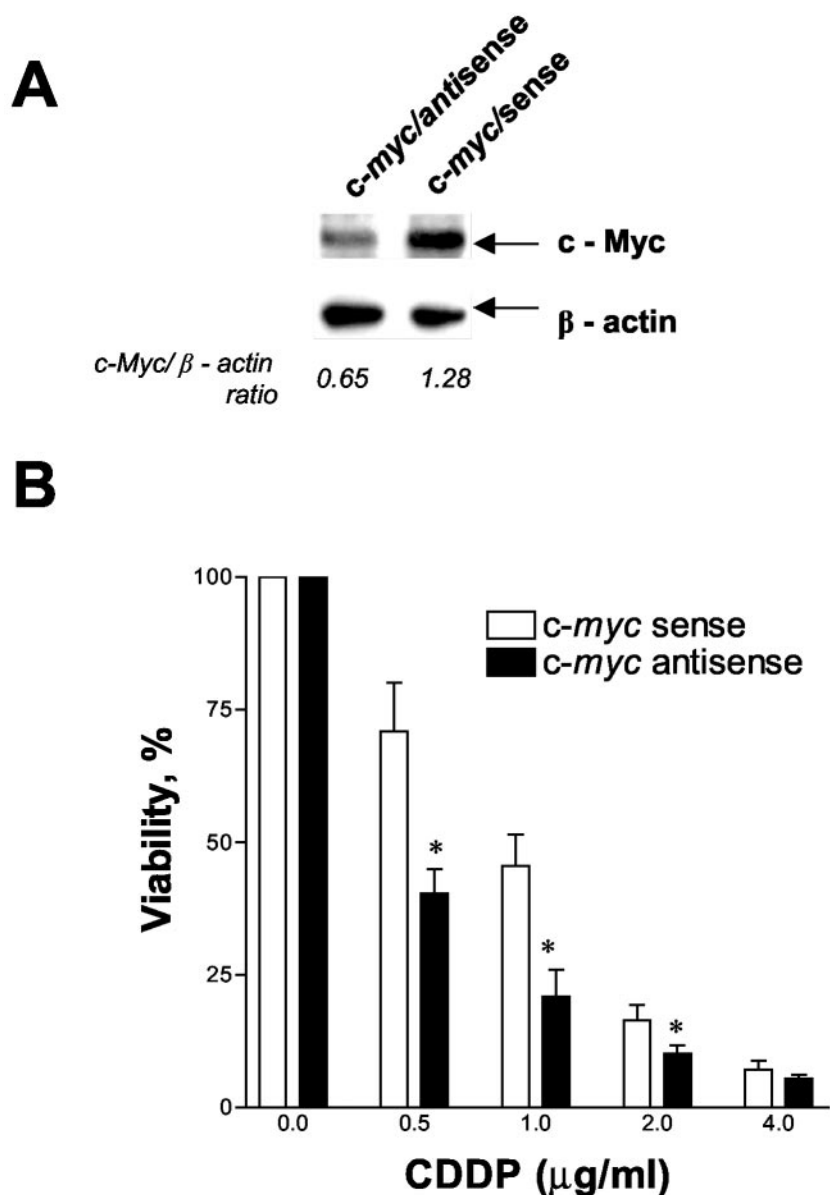 A
c-myc/antisense
c-myc/sense
c - Myc
β - actin
c-Myc/ β - actin
ratio
0.65
1.28
B
100
75
50
25
0
Viability, %
c-myc sense
c-myc antisense
*
*
*
0.0
0.5
1.0
2.0
4.0
CDDP (μg/ml)